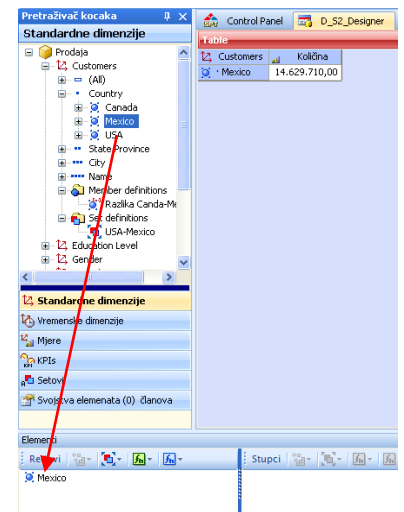 Pretraživač kocaka
Standardne dimenzije
Prodaja
Customers
(All)
Country
Canada
Mexico
USA
State Province
City
Name
Member definitions
Razlika Canda-Me
Set definitions
USA-Mexico
Education Level
Gender
Standardne dimenzije
Vremenske dimenzije
Mjere
KPIs
Setovi
Svojstva elemenata (0) članova
Control Panel
D_S2_Designer
Table
Customers
Količna
Mexico
14.629.710,00
Elementi
Redovi
Stupci
Mexico